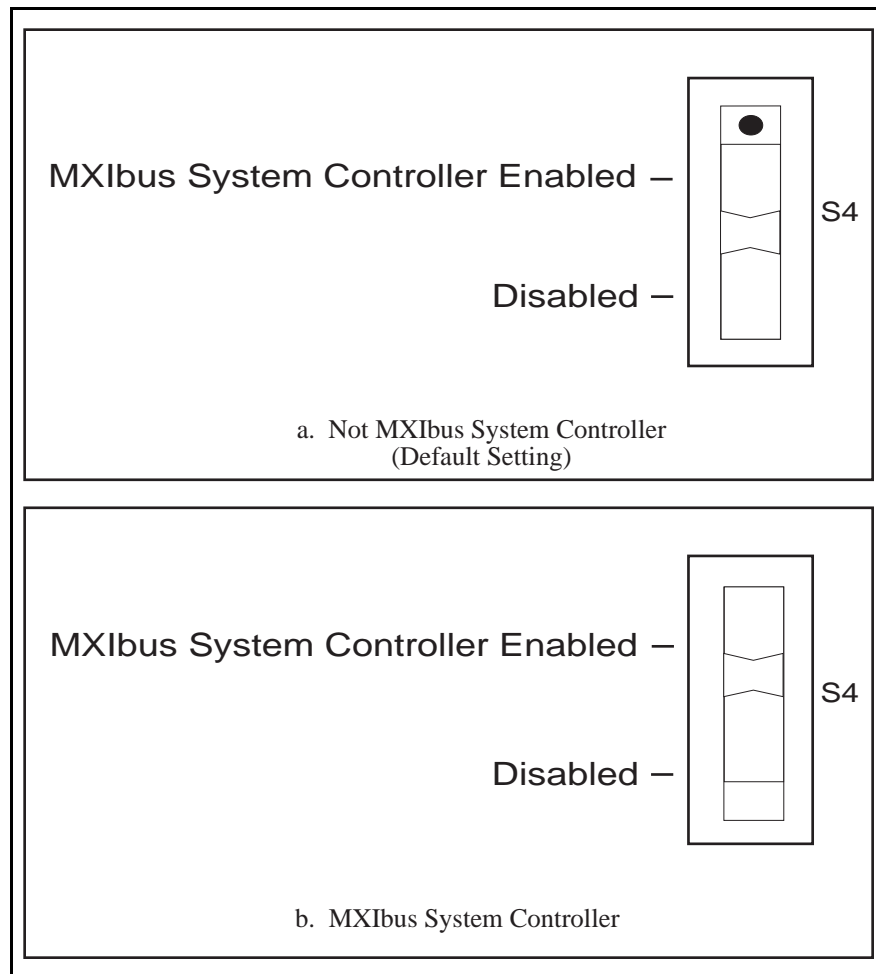 MXIbus System Controller Enabled –
S4
Disabled –
a. Not MXIbus System Controller
(Default Setting)
MXIbus System Controller Enabled –
S4
Disabled –
b. MXIbus System Controller